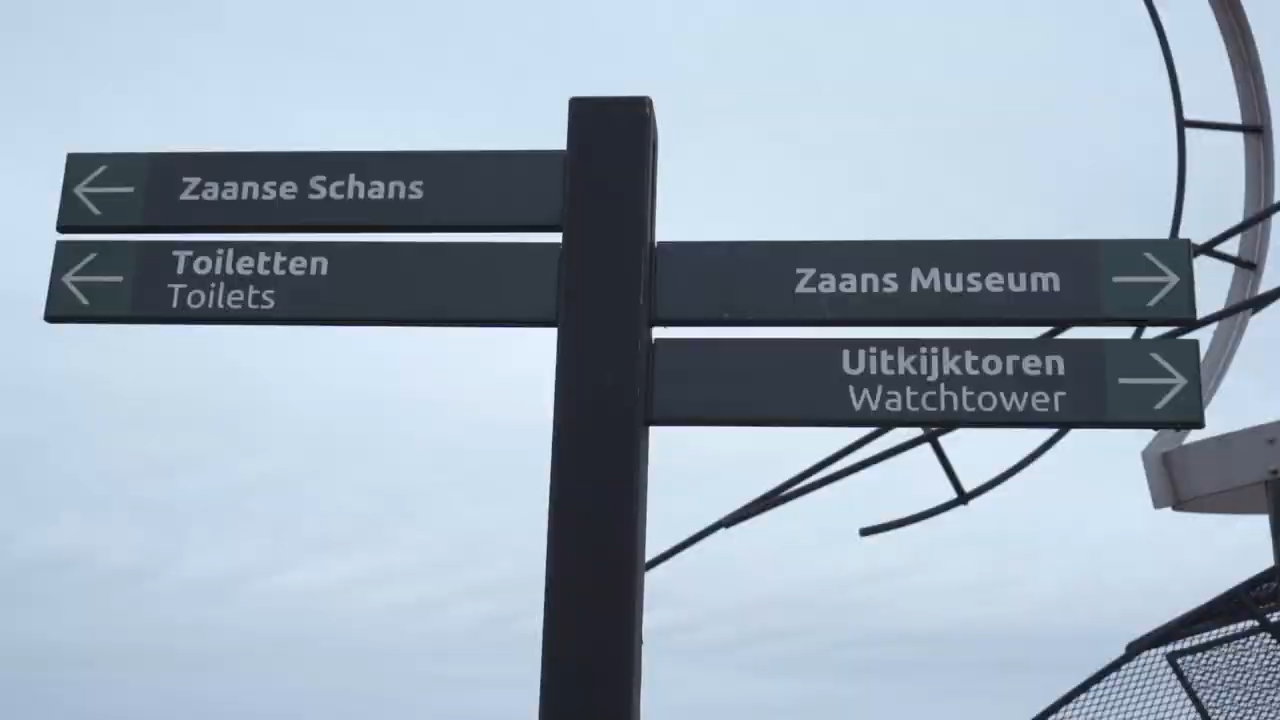 Zaanse Schans
Toiletten
Toilets
Zaans Museum
Uitkijktoren
Watchtower